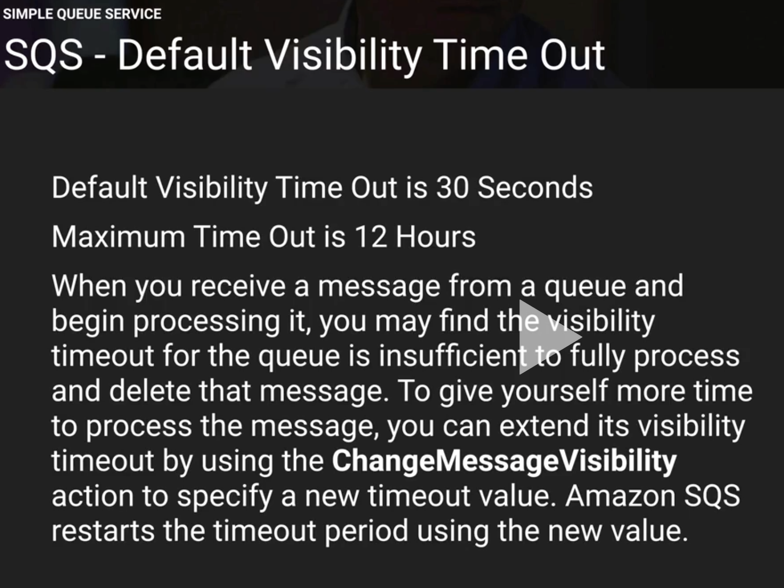 SIMPLE QUEUE SERVICE
SQS - Default Visibility Time Out
Default Visibility Time Out is 30 Seconds
Maximum Time Out is 12 Hours
When you receive a message from a queue and
begin processing it, you may find the visibility
timeout for the queue is insufficient to fully process
and delete that message. To give yourself more time
to process the message, you can extend its visibility
timeout by using the ChangeMessageVisibility
action to specify a new timeout value. Amazon SQS
restarts the timeout period using the new value.